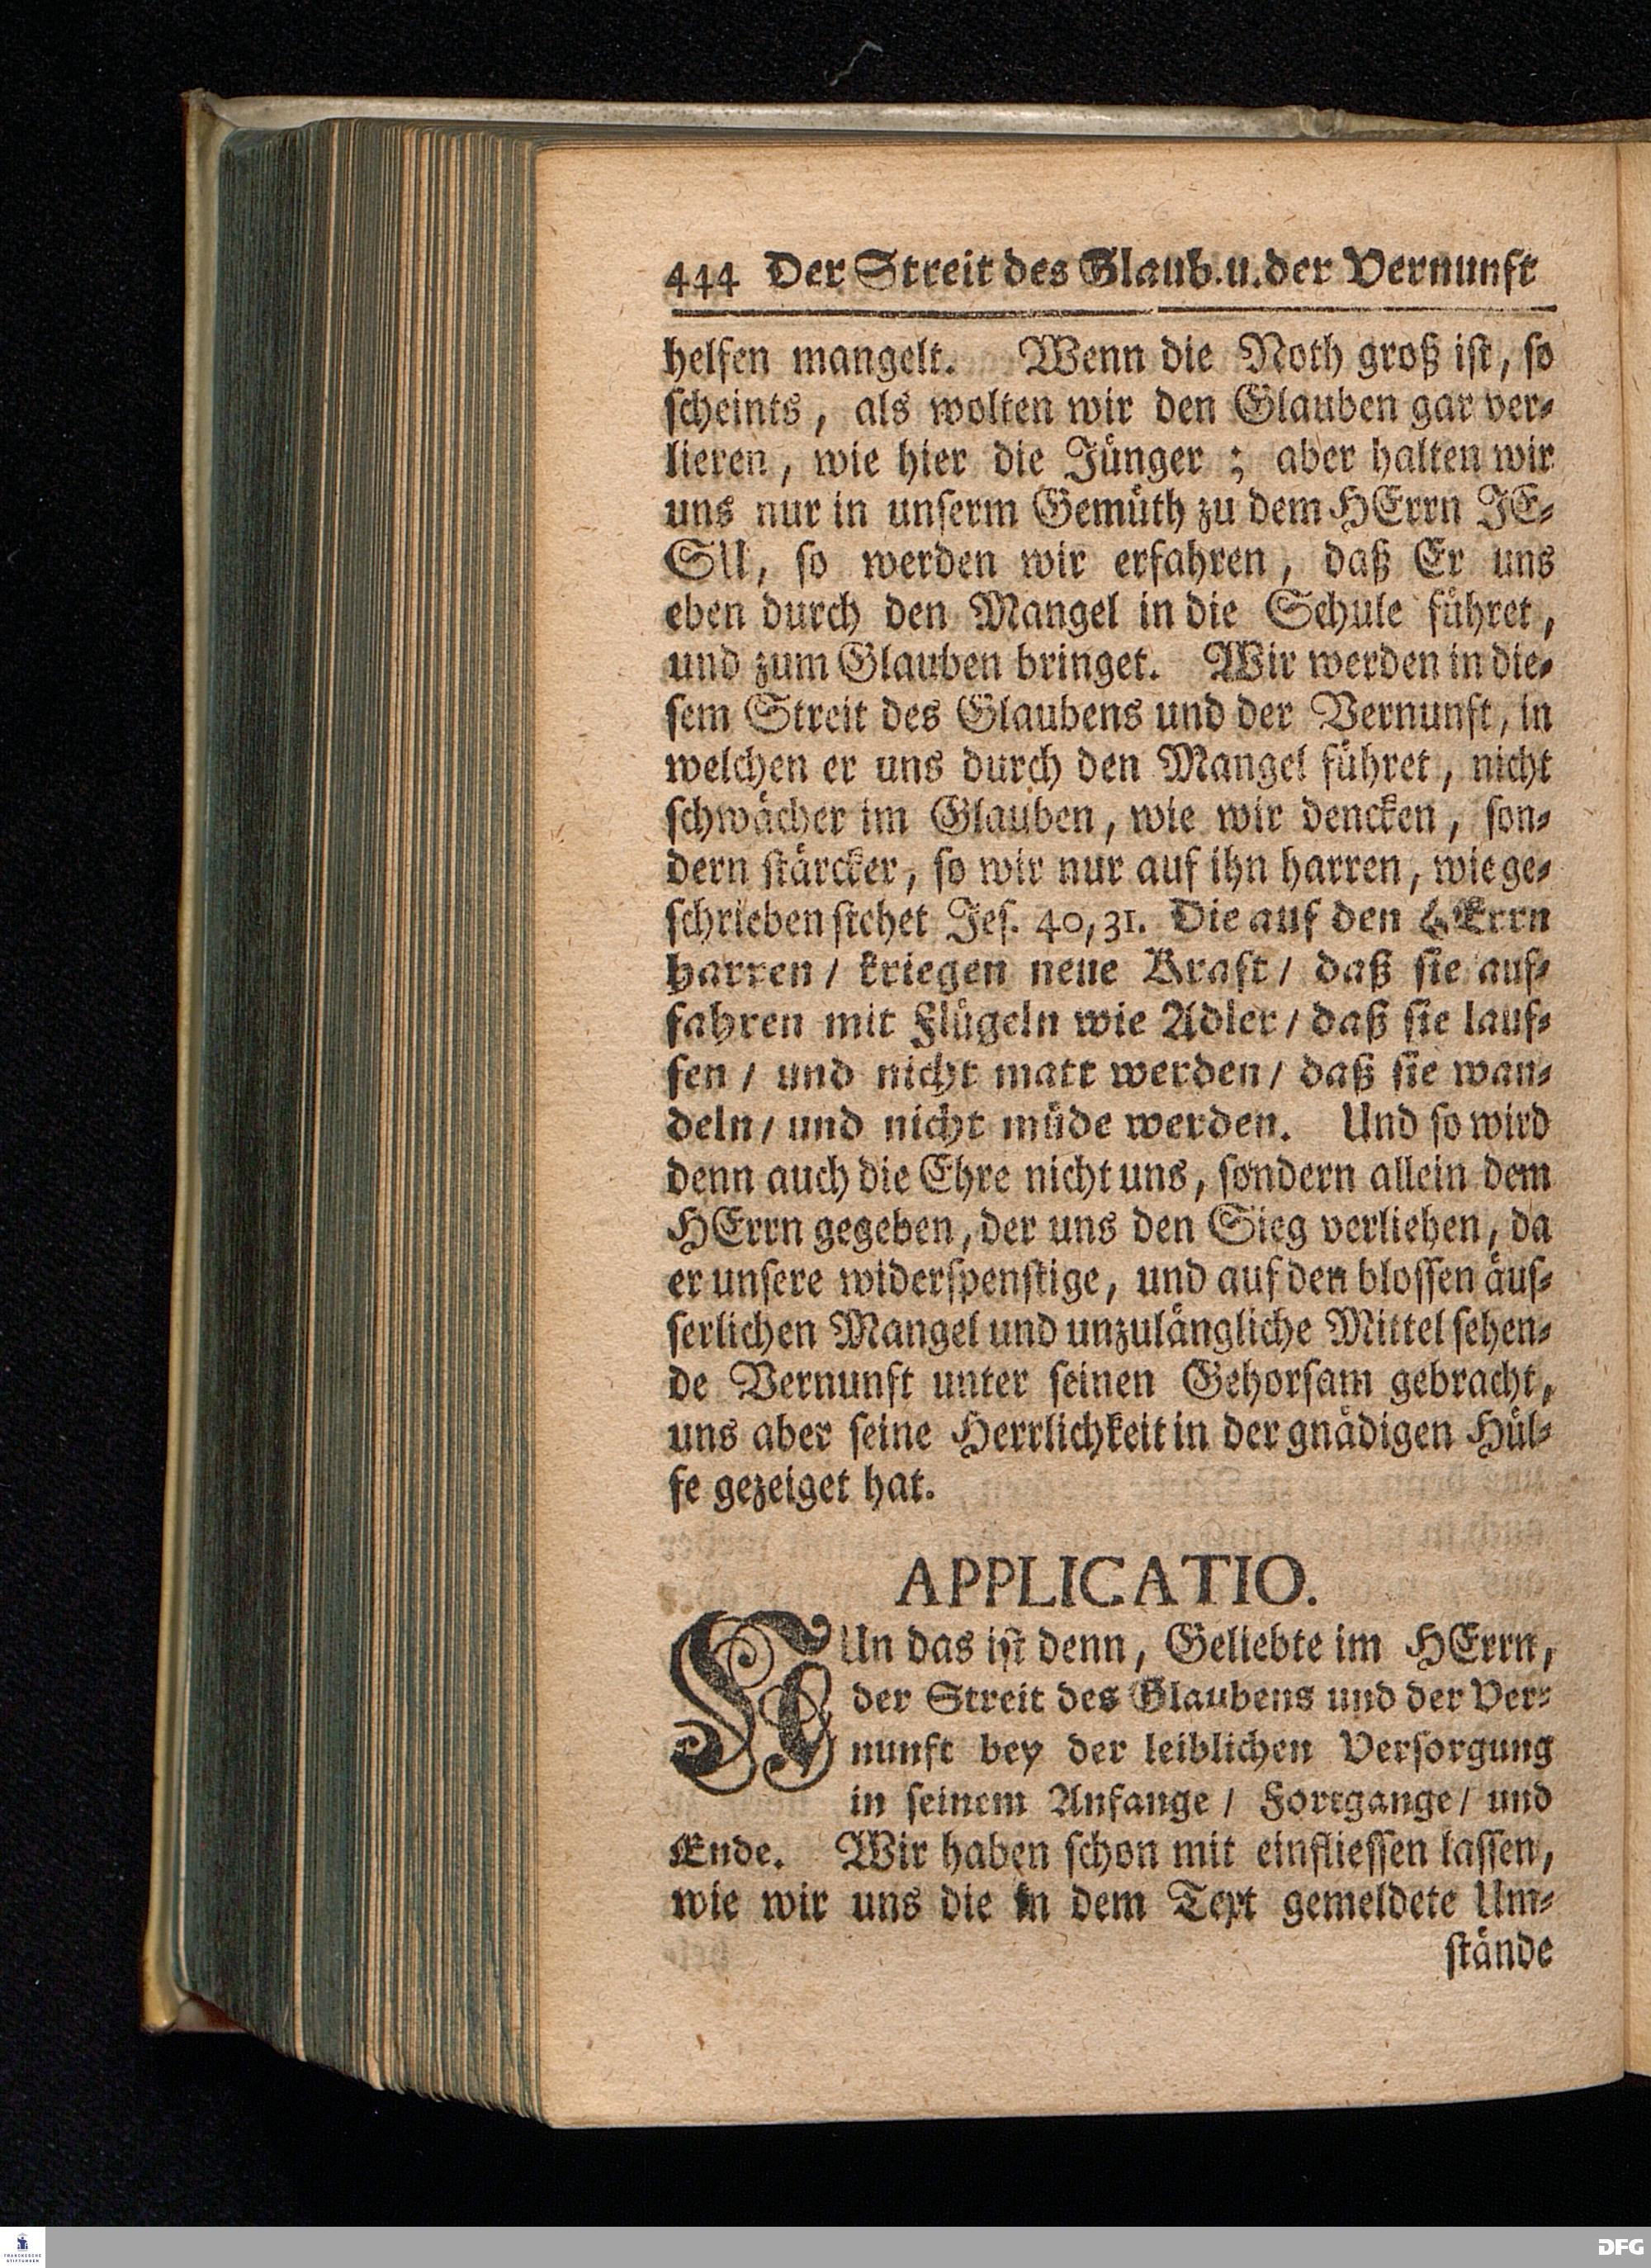 444 Der Streit des Glaub.u.der Vernunft
helfen mangelt. Wenn die Noth groß ist, so
scheints, als wolten wir den Glauben gar ver-
lieren, wie hier die Jünger; aber halten wir
uns nur in unserm Gemüth zu dem HErrn JE-
SU, so werden wir erfahren, daß Er uns
eben durch den Mangel in die Schule führet,
und zum Glauben bringet. Wir werden in die-
sem Streit des Glaubens und der Vernunft, in
welchen er uns durch den Mangel führet, nicht
schwächer im Glauben, wie wir dencken, son-
dern stärcker, so wir nur auf ihn harren, wie ge-
schrieben stehet Jes. 40, 31. Die auf den HErrn
harren / kriegen neue Kraft / daß sie auf-
fahren mit Flügeln wie Adler / daß sie lauf-
fen / und nicht matt werden / daß sie wan-
deln / und nicht müde werden. Und so wird
denn auch die Ehre nicht uns, sondern allein dem
HErrn gegeben, der uns den Sieg verliehen, da
er unsere widerspenstige, und auf den blossen äus-
serlichen Mangel und unzulängliche Mittel sehen-
de Vernunft unter seinen Gehorsam gebracht,
uns aber seine Herrlichkeit in der gnädigen Hül-
fe gezeiget hat.
APPLICATIO.
NUn das ist denn, Geliebte im HErrn,
der Streit des Glaubens und der Ver-
nunft bey der leiblichen Versorgung
in seinem Anfange / Fortgange / und
Ende. Wir haben schon mit einfliessen lassen,
wie wir uns die in dem Text gemeldete Um-
stände
FRANCKESCHE
STIFTUNGEN
DFG